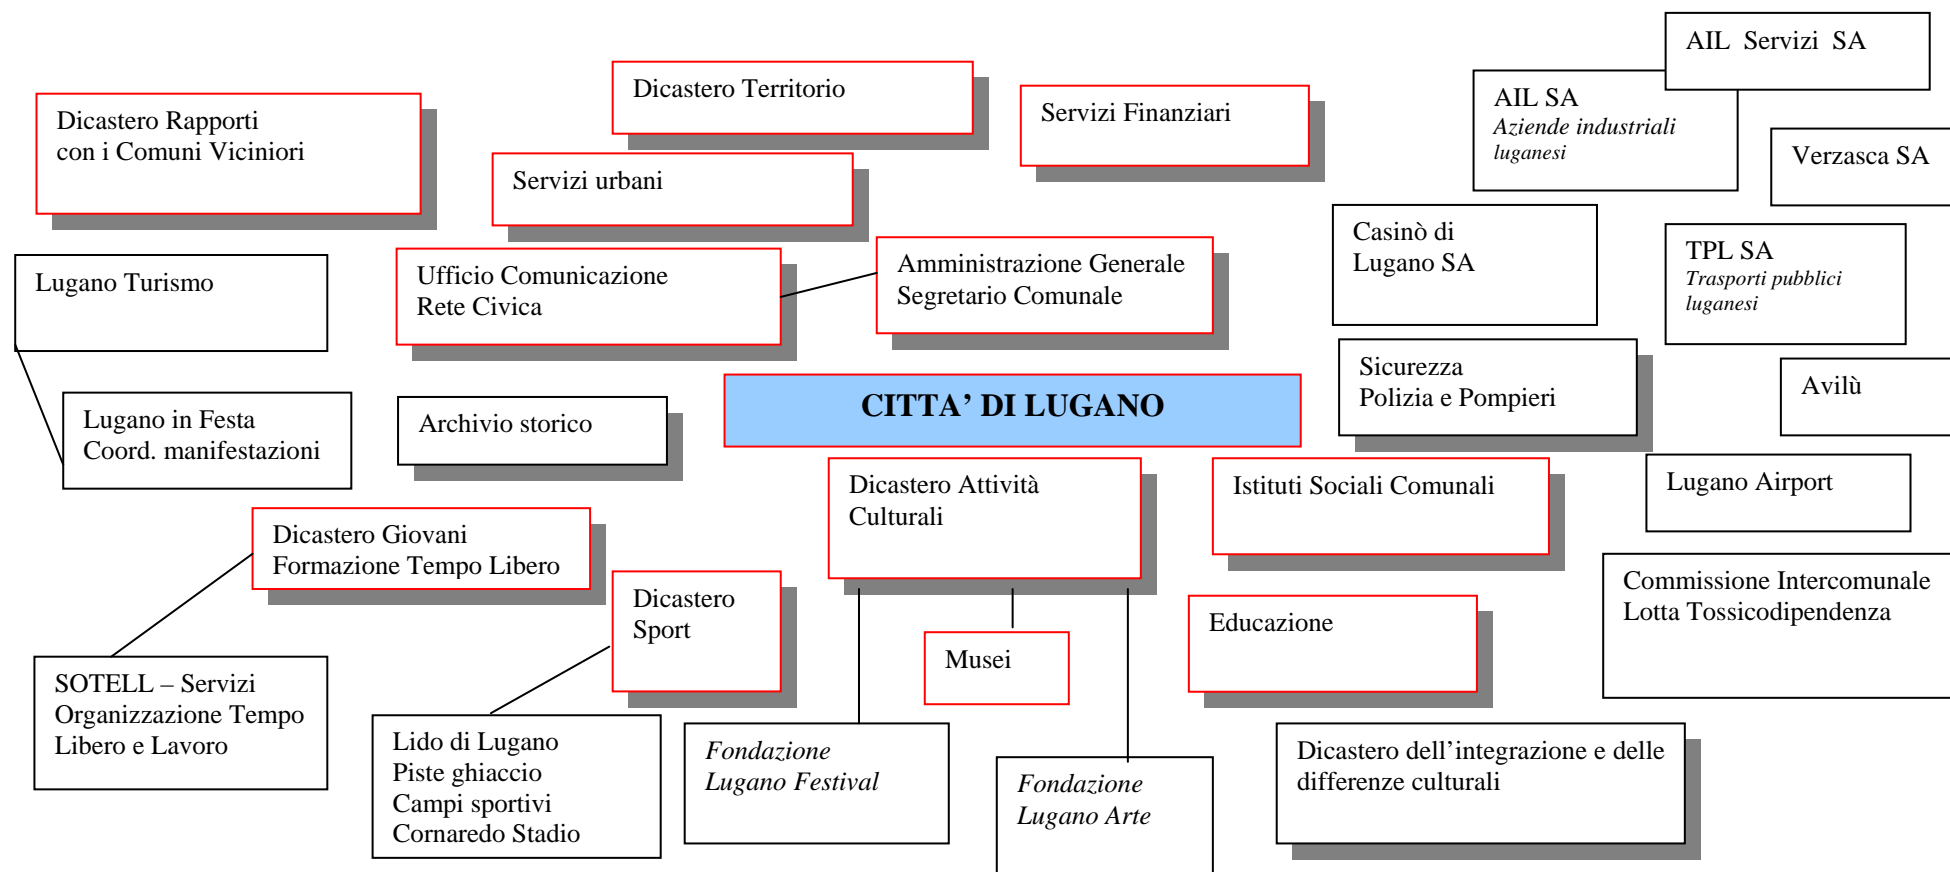 AIL  Servizi  SA
Dicastero Territorio
AIL SA
Aziende industriali
luganesi
Servizi Finanziari
Dicastero Rapporti
con i Comuni Viciniori
Verzasca SA
Servizi urbani
Casinò di
Lugano SA
TPL SA
Trasporti pubblici
luganesi
Lugano Turismo
Ufficio Comunicazione
Rete Civica
Amministrazione Generale
Segretario Comunale
Sicurezza
Polizia e Pompieri
Avilù
CITTA’ DI LUGANO
Lugano in Festa
Coord. manifestazioni
Archivio storico
Dicastero Attività
Culturali
Istituti Sociali Comunali
Lugano Airport
Dicastero Giovani
Formazione Tempo Libero
Dicastero
Sport
Commissione Intercomunale
Lotta Tossicodipendenza
Educazione
Musei
SOTELL – Servizi
Organizzazione Tempo
Libero e Lavoro
Lido di Lugano
Piste ghiaccio
Campi sportivi
Cornaredo Stadio
Fondazione
Lugano Festival
Fondazione
Lugano Arte
Dicastero dell’integrazione e delle
differenze culturali